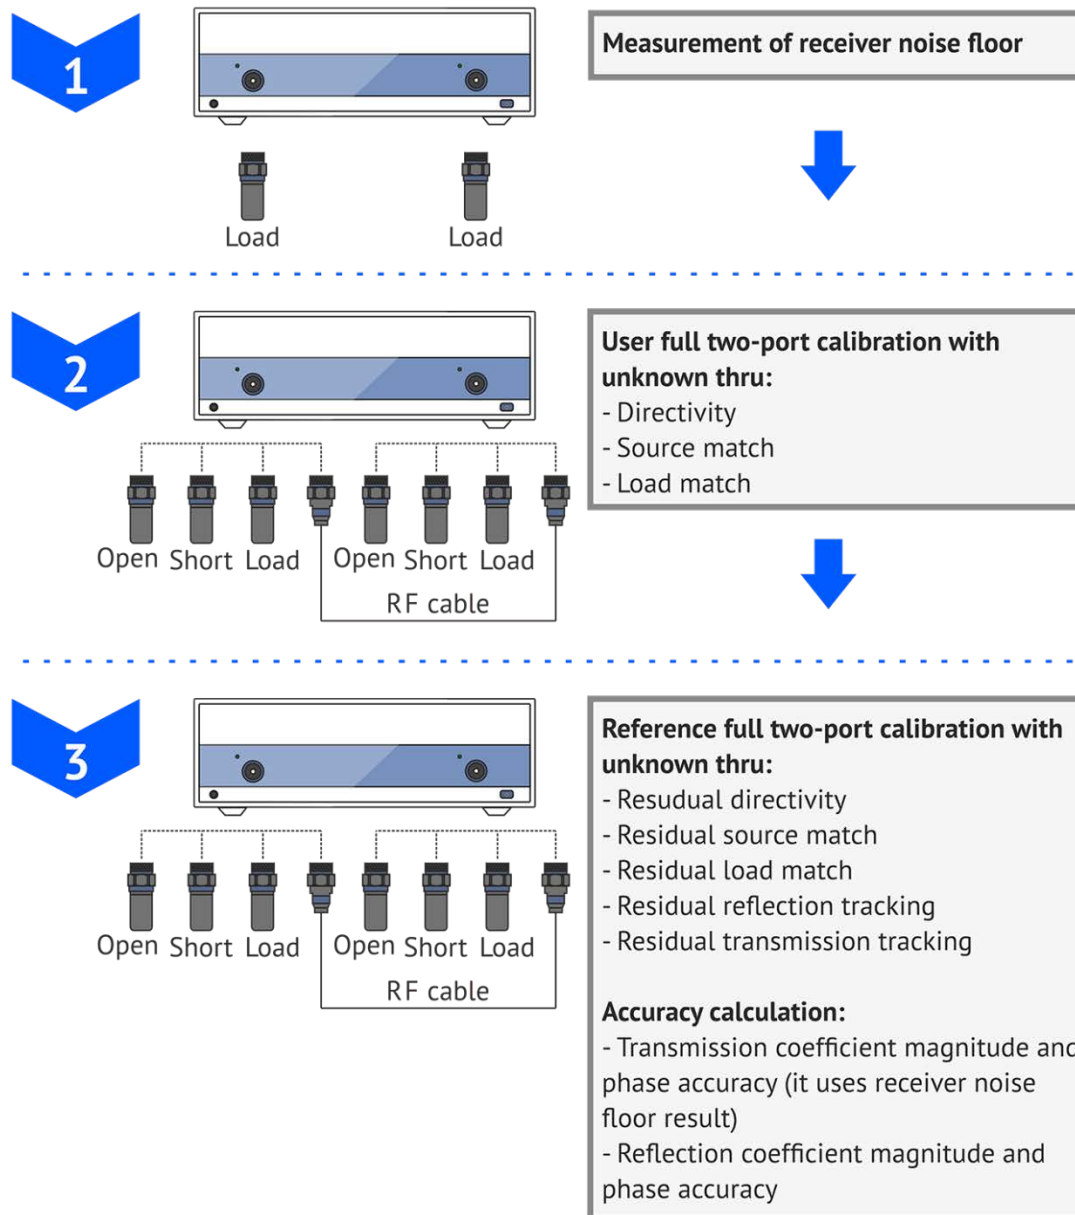 1
Measurement of receiver noise floor
Load
Load
2
User full two-port calibration with
unknown thru:
- Directivity
- Source match
- Load match
Open Short Load Open Short Load
RF cable
3
Reference full two-port calibration with
unknown thru:
- Resudual directivity
- Residual source match
- Residual load match
- Residual reflection tracking
- Residual transmission tracking
Open Short Load Open Short Load
RF cable
Accuracy calculation:
- Transmission coefficient magnitude and
phase accuracy (it uses receiver noise
floor result)
- Reflection coefficient magnitude and
phase accuracy